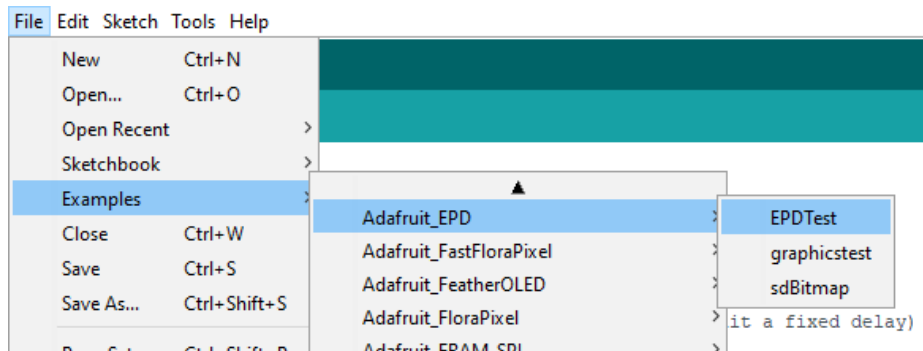 File Edit Sketch Tools Help
New Ctrl+N
Open... Ctrl+O
Open Recent >
Sketchbook >
Examples >
Close Ctrl+W
Save Ctrl+S
Save As... Ctrl+Shift+S
Adafruit_EPD >
Adafruit_FastFloraPixel >
Adafruit_FeatherOLED >
Adafruit_FloraPixel >
Adafruit_FRAM_SPI >
EPDTest
graphicstest
sdBitmap
it a fixed delay)